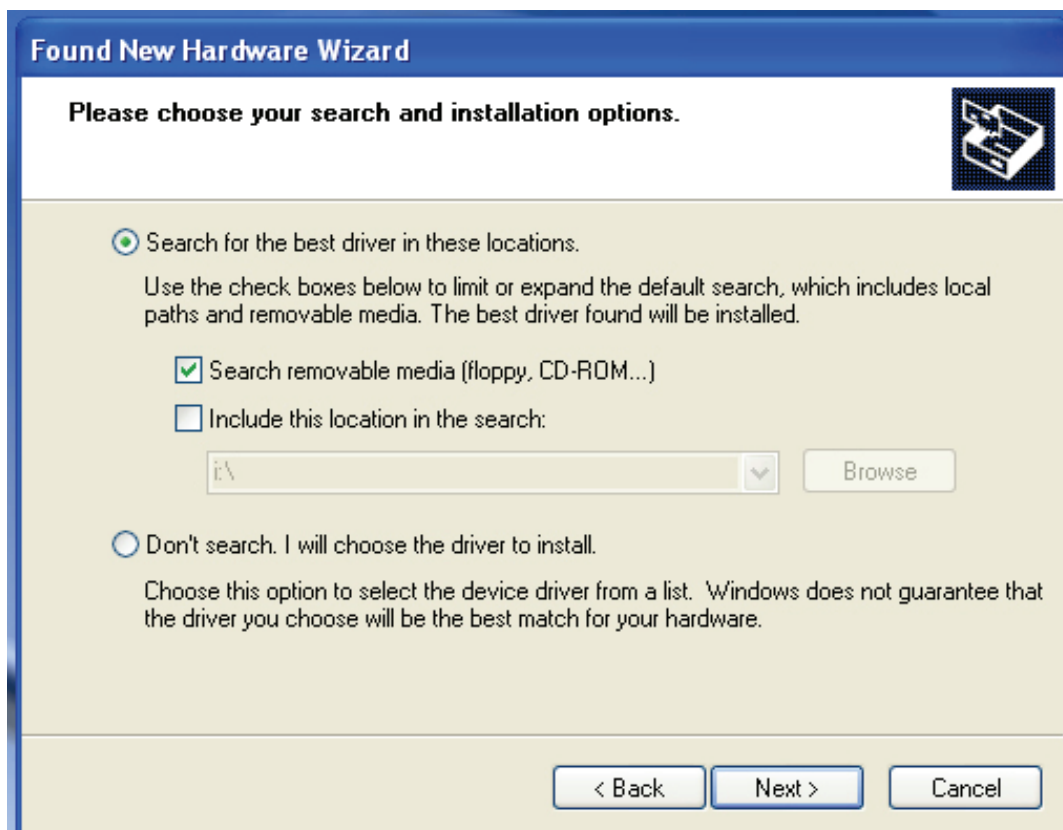 Found New Hardware Wizard
Please choose your search and installation options.
Search for the best driver in these locations.
Use the check boxes below to limit or expand the default search, which includes local
paths and removable media. The best driver found will be installed.
Search removable media (floppy, CD-ROM...)
Include this location in the search:
i:\
Browse
Don't search. I will choose the driver to install.
Choose this option to select the device driver from a list.  Windows does not guarantee that
the driver you choose will be the best match for your hardware.
< Back
Next >
Cancel